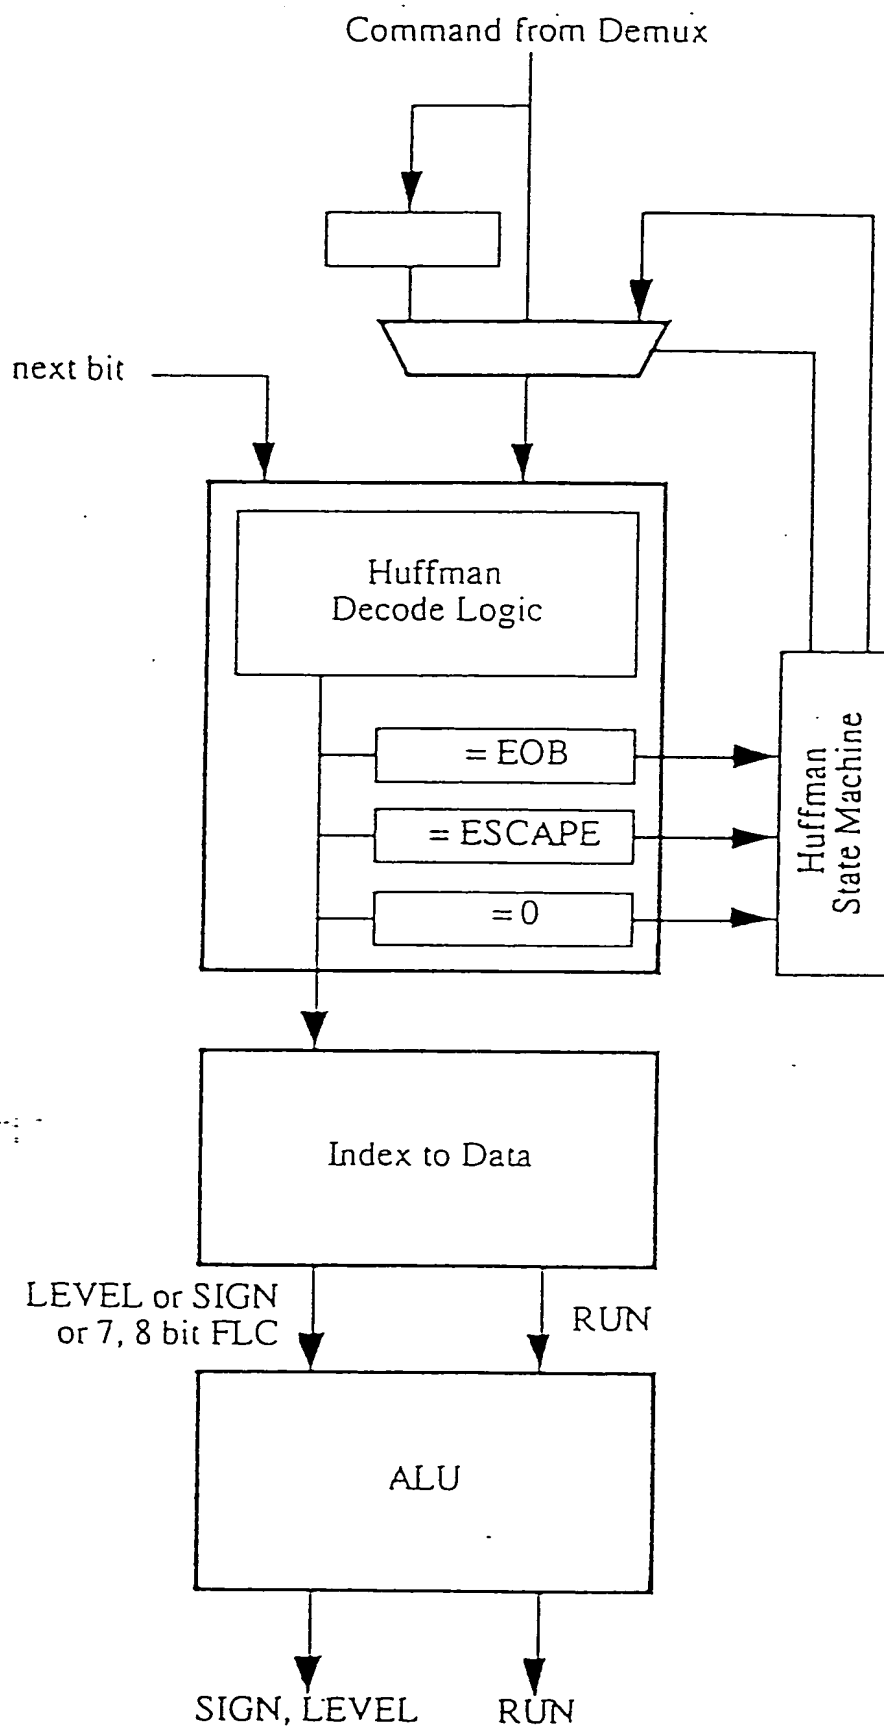 Command from Demux
next bit
Huffman
Decode Logic
= EOB
= ESCAPE
= 0
Huffman
State Machine
Index to Data
LEVEL or SIGN
or 7, 8 bit FLC
RUN
ALU
SIGN, LEVEL
RUN